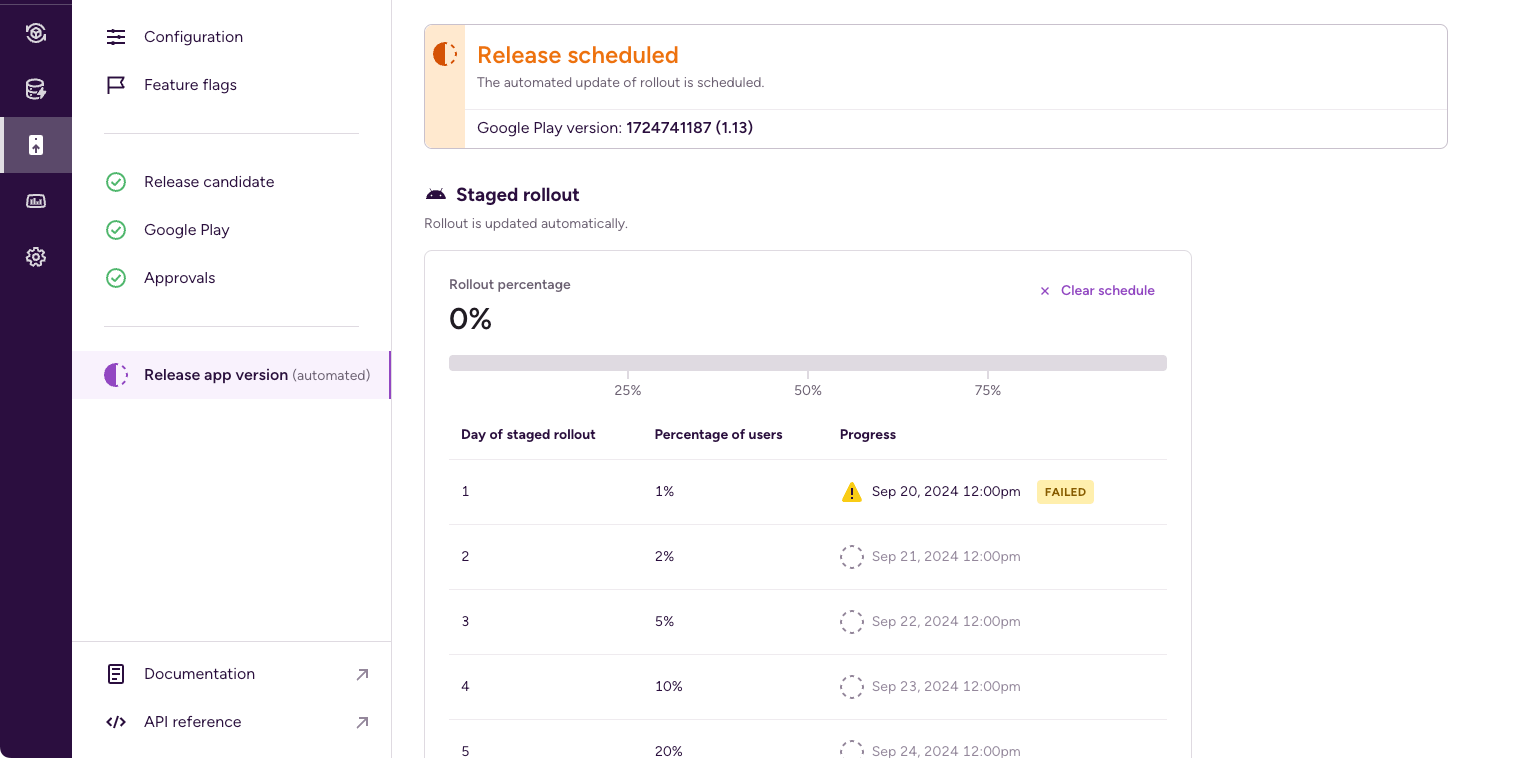 Configuration
Feature flags
Release candidate
Google Play
Approvals
Release app version (automated)
Documentation
API reference
Release scheduled
The automated update of rollout is scheduled.
Google Play version: 1724741187 (1.13)
Staged rollout
Rollout is updated automatically.
Rollout percentage
Clear schedule
0%
25% 50% 75%
Day of staged rollout Percentage of users Progress
1 1% Sep 20, 2024 12:00pm FAILED
2 2% Sep 21, 2024 12:00pm
3 5% Sep 22, 2024 12:00pm
4 10% Sep 23, 2024 12:00pm
5 20% Sep 24, 2024 12:00pm